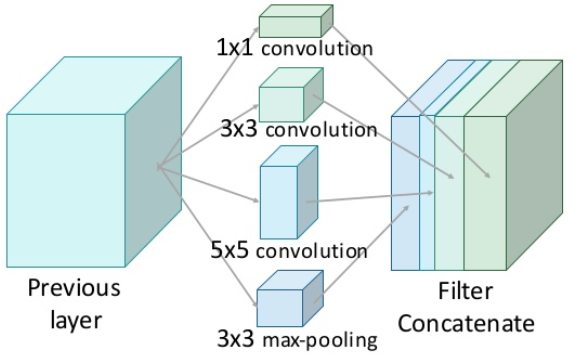 1x1 convolution
3x3 convolution
5x5 convolution
3x3 max-pooling
Previous
layer
Filter
Concatenate